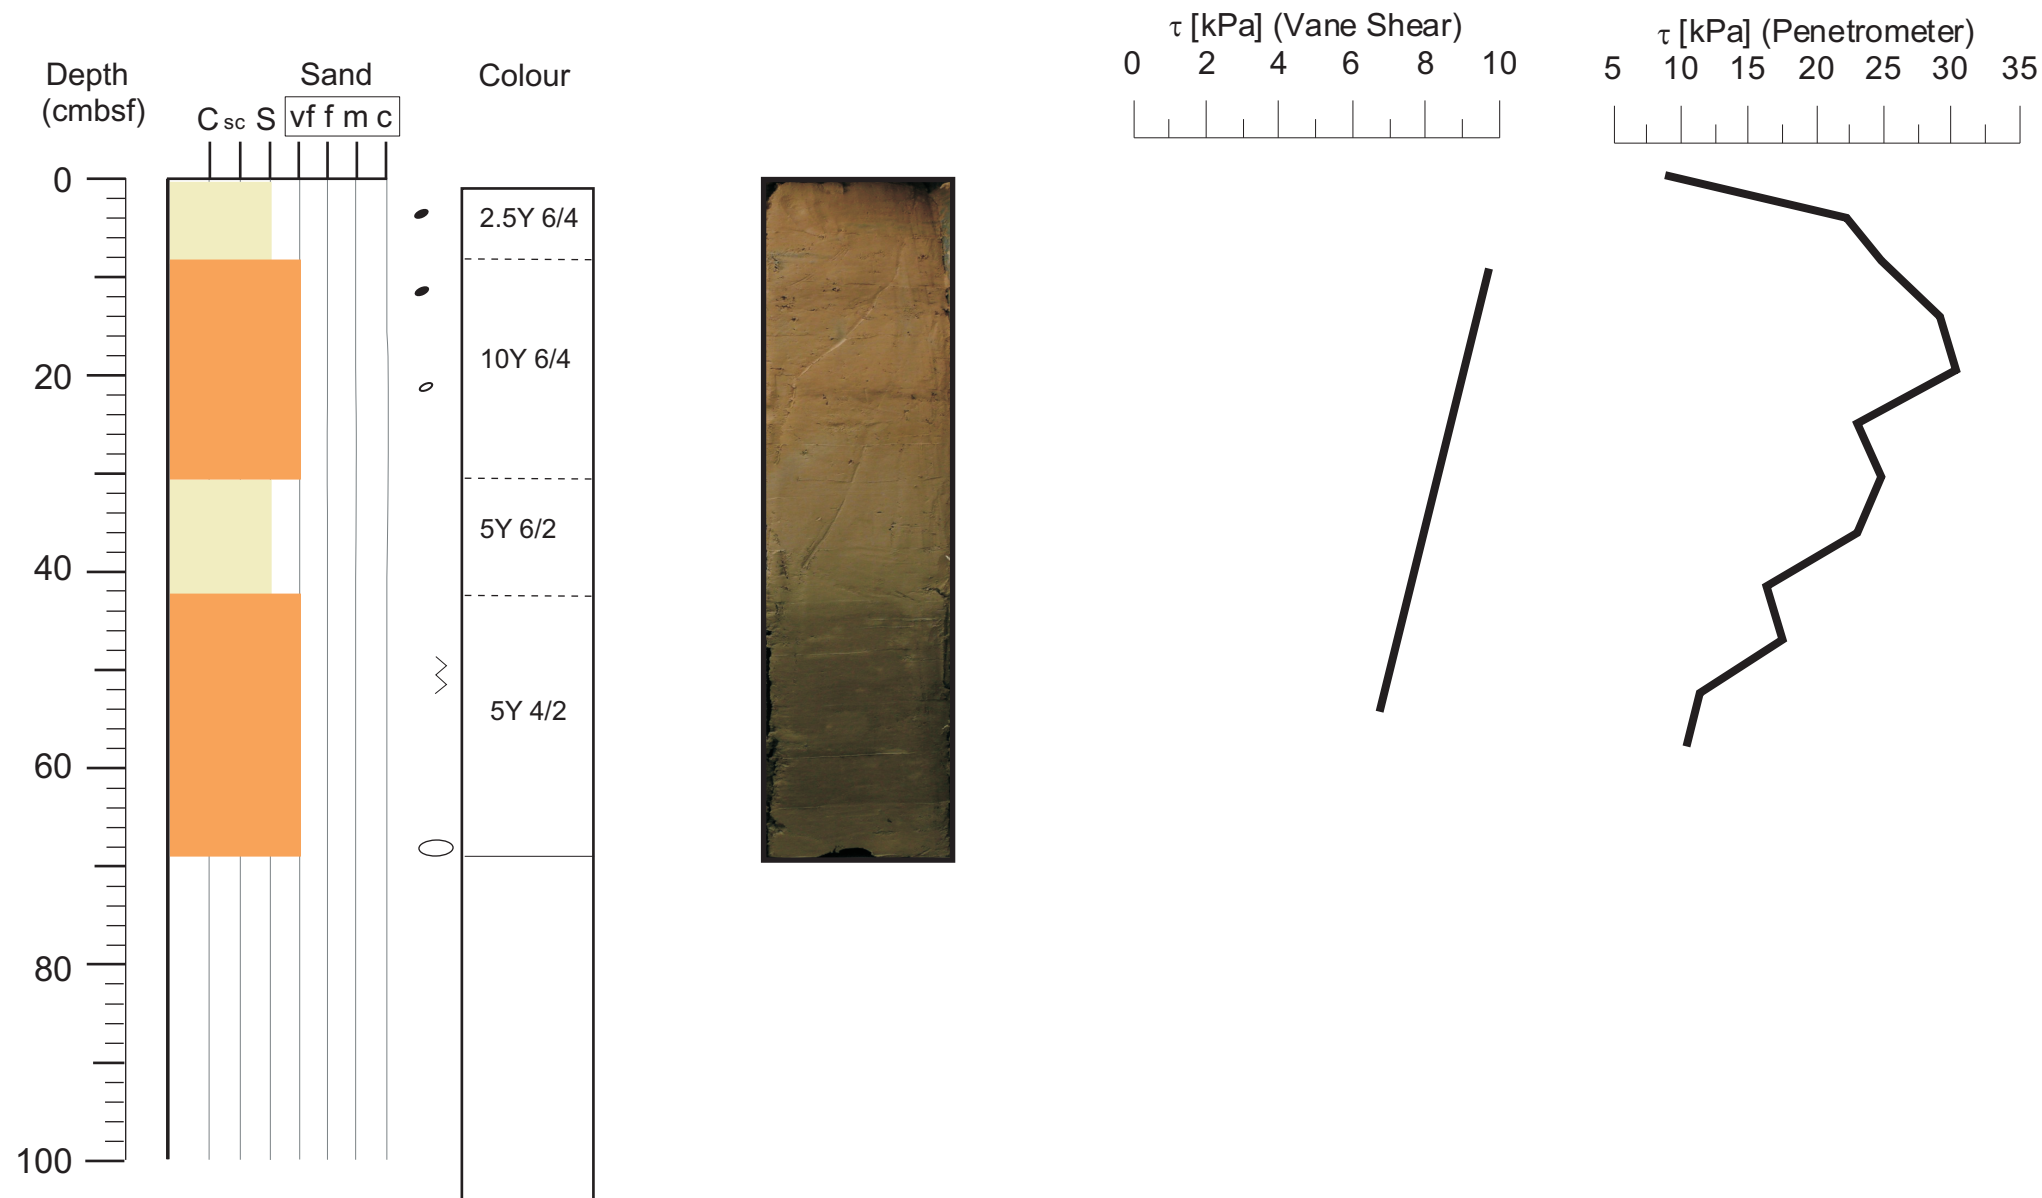 Depth
(cmbsf)
Sand
C sc S vf f m c
Colour
τ [kPa] (Vane Shear)
0 2 4 6 8 10
τ [kPa] (Penetrometer)
5 10 15 20 25 30 35
0
20
40
60
80
100
2.5Y 6/4
10Y 6/4
5Y 6/2
5Y 4/2